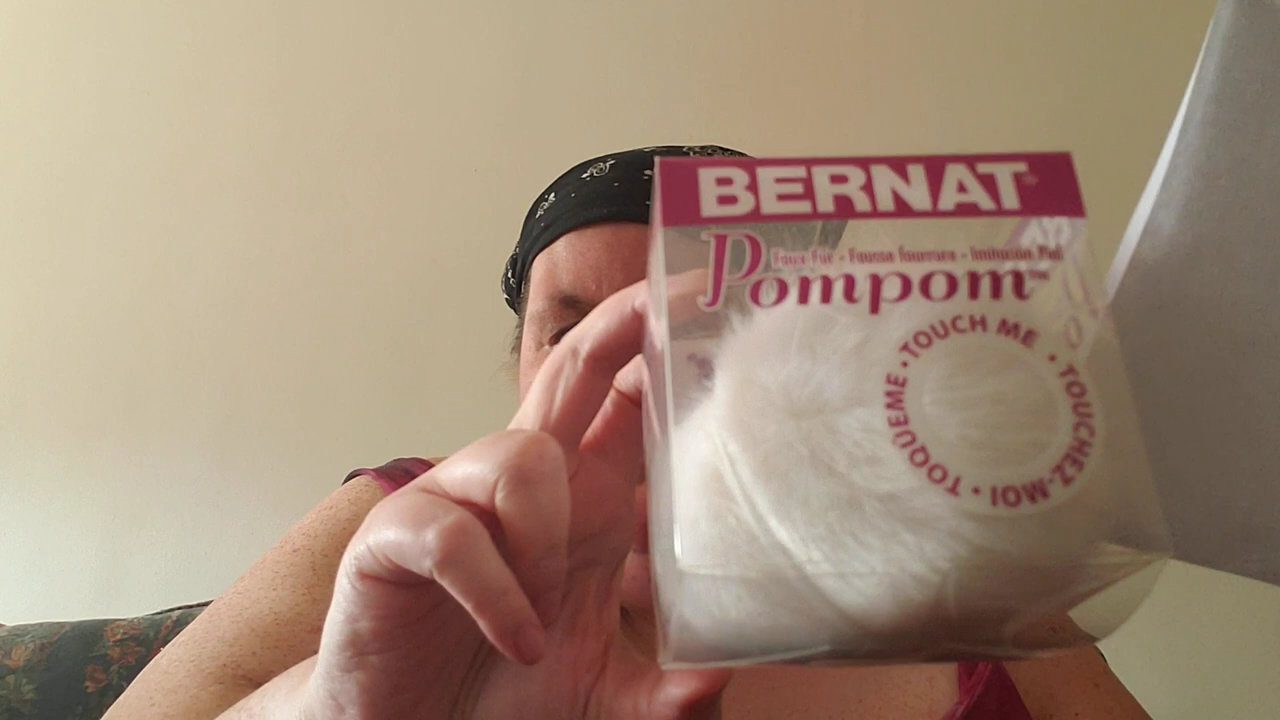 BERNAT
Faux Fur - Fausse fourrure - Imitación Piel
Pompom
TOUCH ME • TOUCHEZ-MOI • TOQUEME •